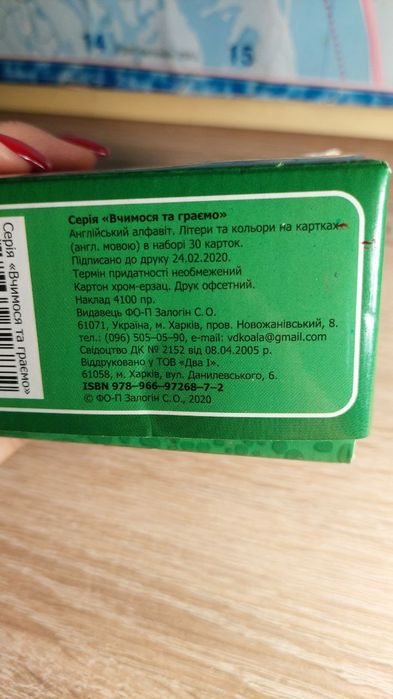 14
15
Серія «Вчимося та граємо»
Серія «Вчимося та граємо»
Англійський алфавіт. Літери та кольори на картках
(англ. мовою) в наборі 30 карток.
Підписано до друку 24.02.2020.
Термін придатності необмежений
Картон хром-ерзац. Друк офсетний.
Наклад 4100 пр.
Видавець ФО-П Залогін С.О.
61071, Україна, м. Харків, пров. Новожанівський, 8.
тел.: (096) 505-05-90, e-mail: vdkoala@gmail.com
Свідоцтво ДК № 2152 від 08.04.2005 р.
Віддруковано у ТОВ «Два І».
61058, м. Харків, вул. Данилевського, 6.
ISBN 978-966-97268-7-2
© ФО-П Залогін С.О., 2020